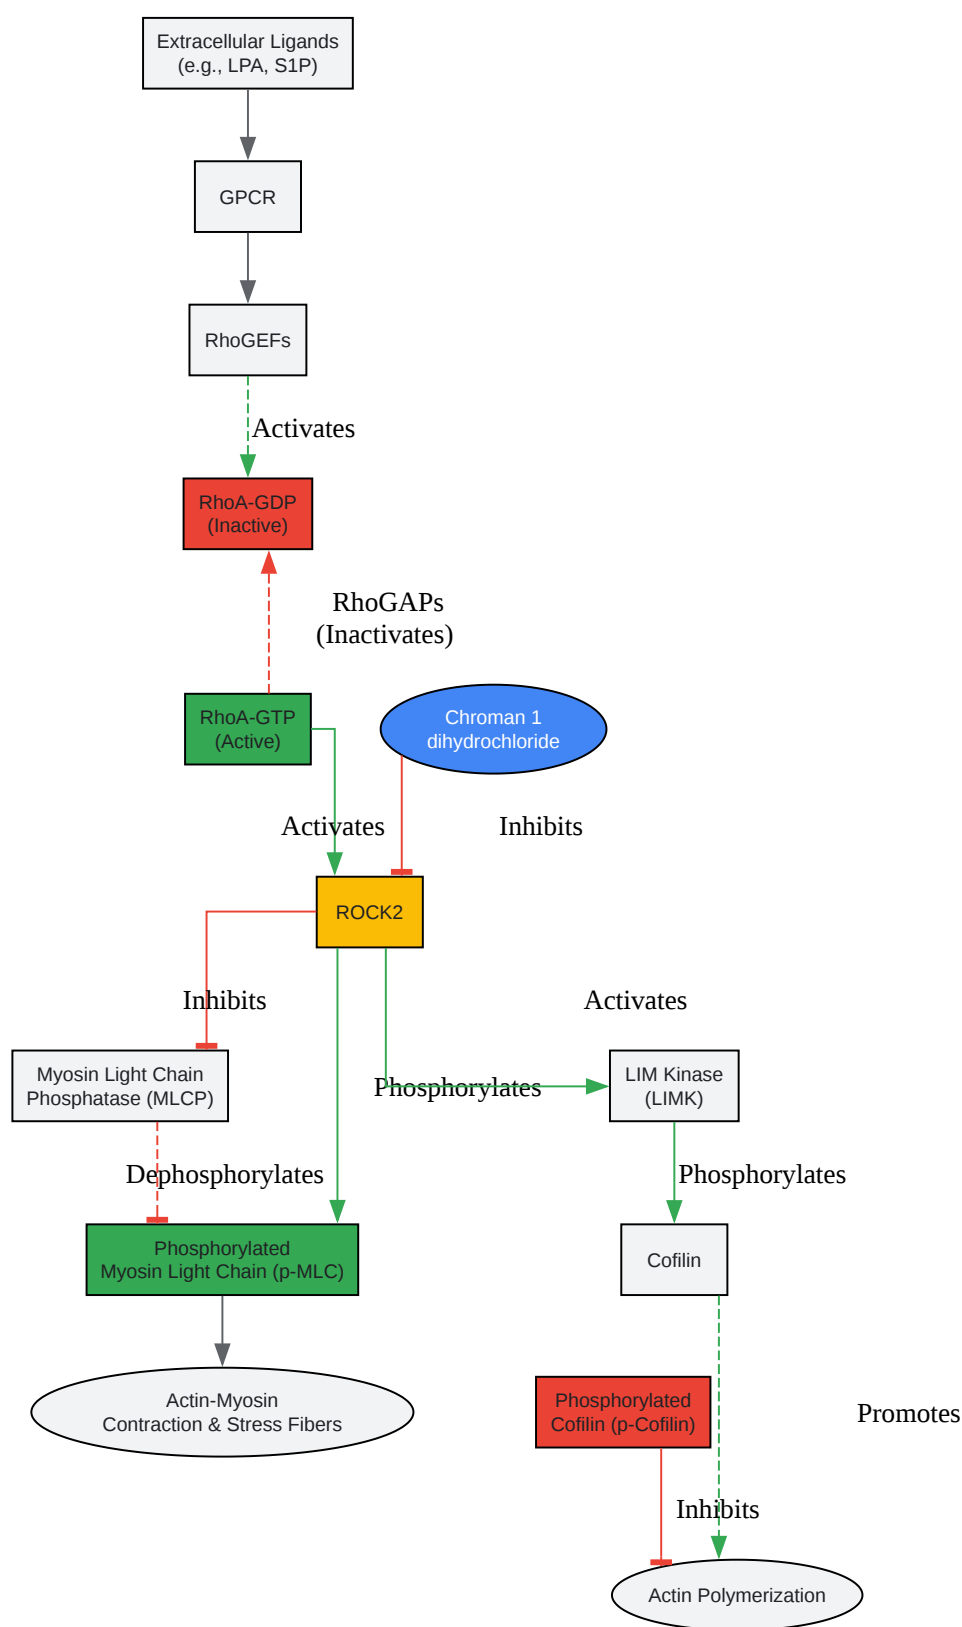 Extracellular Ligands
(e.g., LPA, S1P)
GPCR
RhoGEFs
Activates
RhoA-GDP
(Inactive)
RhoGAPs
(Inactivates)
RhoA-GTP
(Active)
Chroman 1
dihydrochloride
Activates
Inhibits
ROCK2
Inhibits
Activates
Myosin Light Chain
Phosphatase (MLCP)
Phosphorylates
LIM Kinase
(LIMK)
Dephosphorylates
Phosphorylates
Phosphorylated
Myosin Light Chain (p-MLC)
Cofilin
Actin-Myosin
Contraction & Stress Fibers
Phosphorylated
Cofilin (p-Cofilin)
Promotes
Inhibits
Actin Polymerization